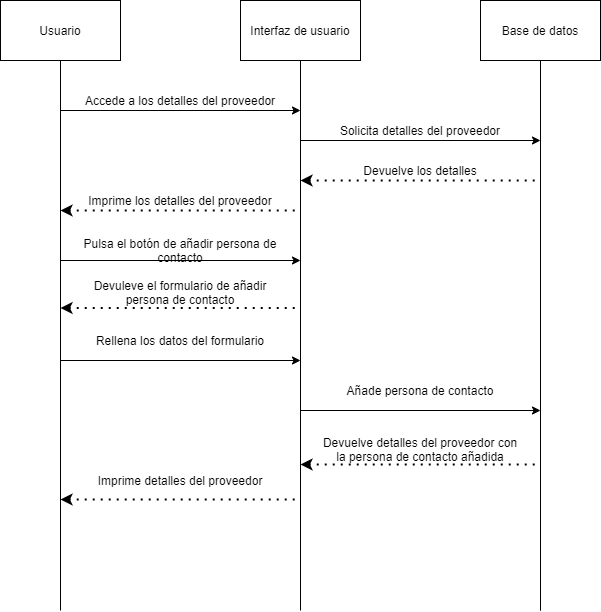 Usuario
Interfaz de usuario
Base de datos
Accede a los detalles del proveedor
Solicita detalles del proveedor
Devuelve los detalles
Imprime los detalles del proveedor
Pulsa el botón de añadir persona de
contacto
Devuleve el formulario de añadir
persona de contacto
Rellena los datos del formulario
Añade persona de contacto
Devuelve detalles del proveedor con
la persona de contacto añadida
Imprime detalles del proveedor